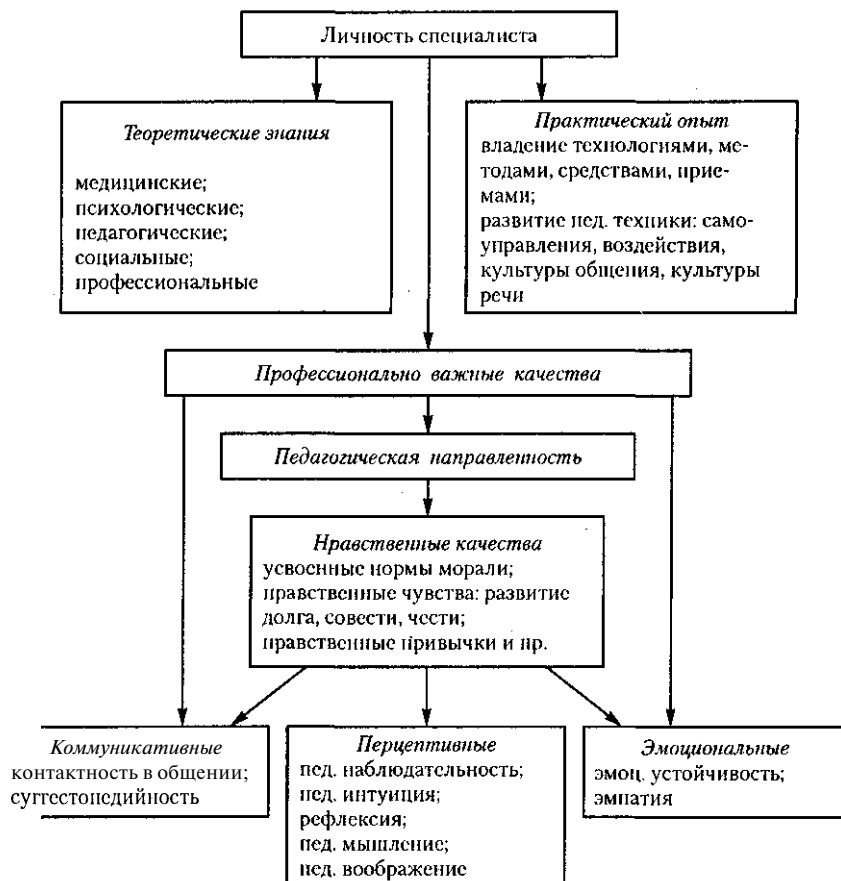 Личность специалиста
Теоретические знания
медицинские;
психологические;
педагогические;
социальные;
профессиональные
Практический опыт
владение технологиями, ме-
тодами, средствами, прие-
мами;
развитие пед. техники: само-
управления, воздействия,
культуры общения, культуры
речи
Профессионально важные качества
Педагогическая направленность
Нравственные качества
усвоенные нормы морали;
нравственные чувства: развитие
долга, совести, чести;
нравственные привычки и пр.
Коммуникативные
контактность в общении;
суггестопедийность
Перцептивные
пед. наблюдательность;
пед. интуиция;
рефлексия;
пед. мышление;
пед. воображение
Эмоциональные
эмоц. устойчивость;
эмпатия